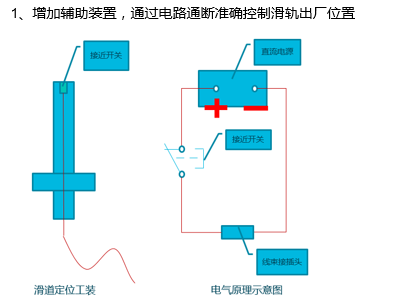 1、增加辅助装置，通过电路通断准确控制滑轨出厂位置
接近开关
直流电源
接近开关
线束接插头
滑道定位工装
电气原理示意图